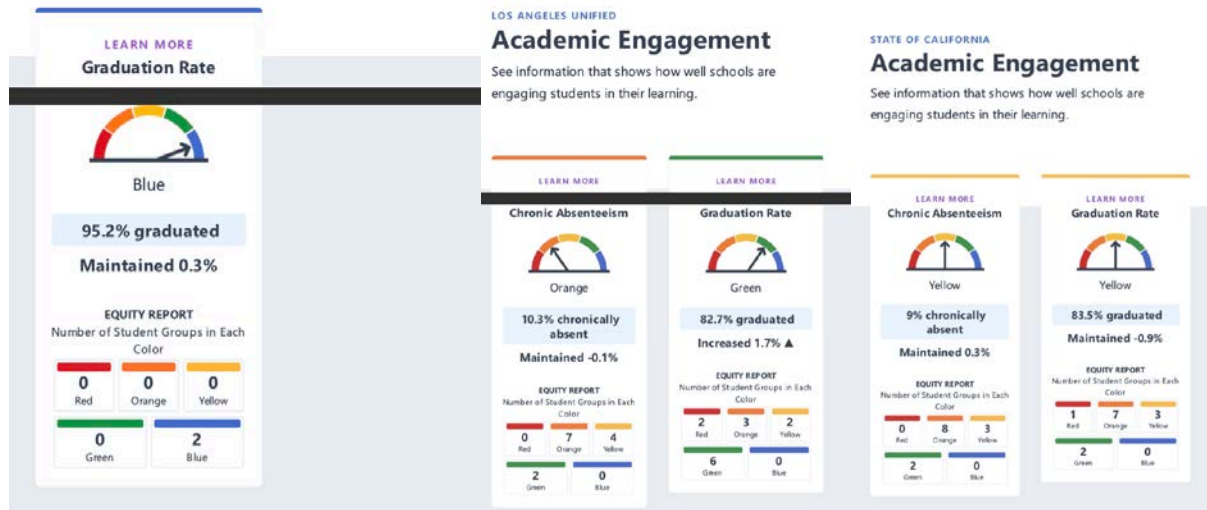 LEARN MORE
Graduation Rate
Blue
95.2% graduated
Maintained 0.3%
EQUITY REPORT
Number of Student Groups in Each
Color
0
0
0
Red
Orange
Yellow
0
2
Green
Blue
LOS ANGELES UNIFIED
Academic Engagement
See information that shows how well schools are
engaging students in their learning.
LEARN MORE
Chronic Absenteeism
Orange
10.3% chronically
absent
Maintained -0.1%
EQUITY REPORT
Number of Student Groups in Each
Color
0
7
4
Red
Orange
Yellow
2
0
Green
Blue
LEARN MORE
Graduation Rate
Green
82.7% graduated
Increased 1.7% ▲
EQUITY REPORT
Number of Student Groups in Each
Color
2
3
2
Red
Orange
Yellow
6
0
Green
Blue
STATE OF CALIFORNIA
Academic Engagement
See information that shows how well schools are
engaging students in their learning.
LEARN MORE
Chronic Absenteeism
Yellow
9% chronically
absent
Maintained 0.3%
EQUITY REPORT
Number of Student Groups in Each
Color
0
8
3
Red
Orange
Yellow
2
0
Green
Blue
LEARN MORE
Graduation Rate
Yellow
83.5% graduated
Maintained -0.9%
EQUITY REPORT
Number of Student Groups in Each
Color
1
7
3
Red
Orange
Yellow
2
0
Green
Blue